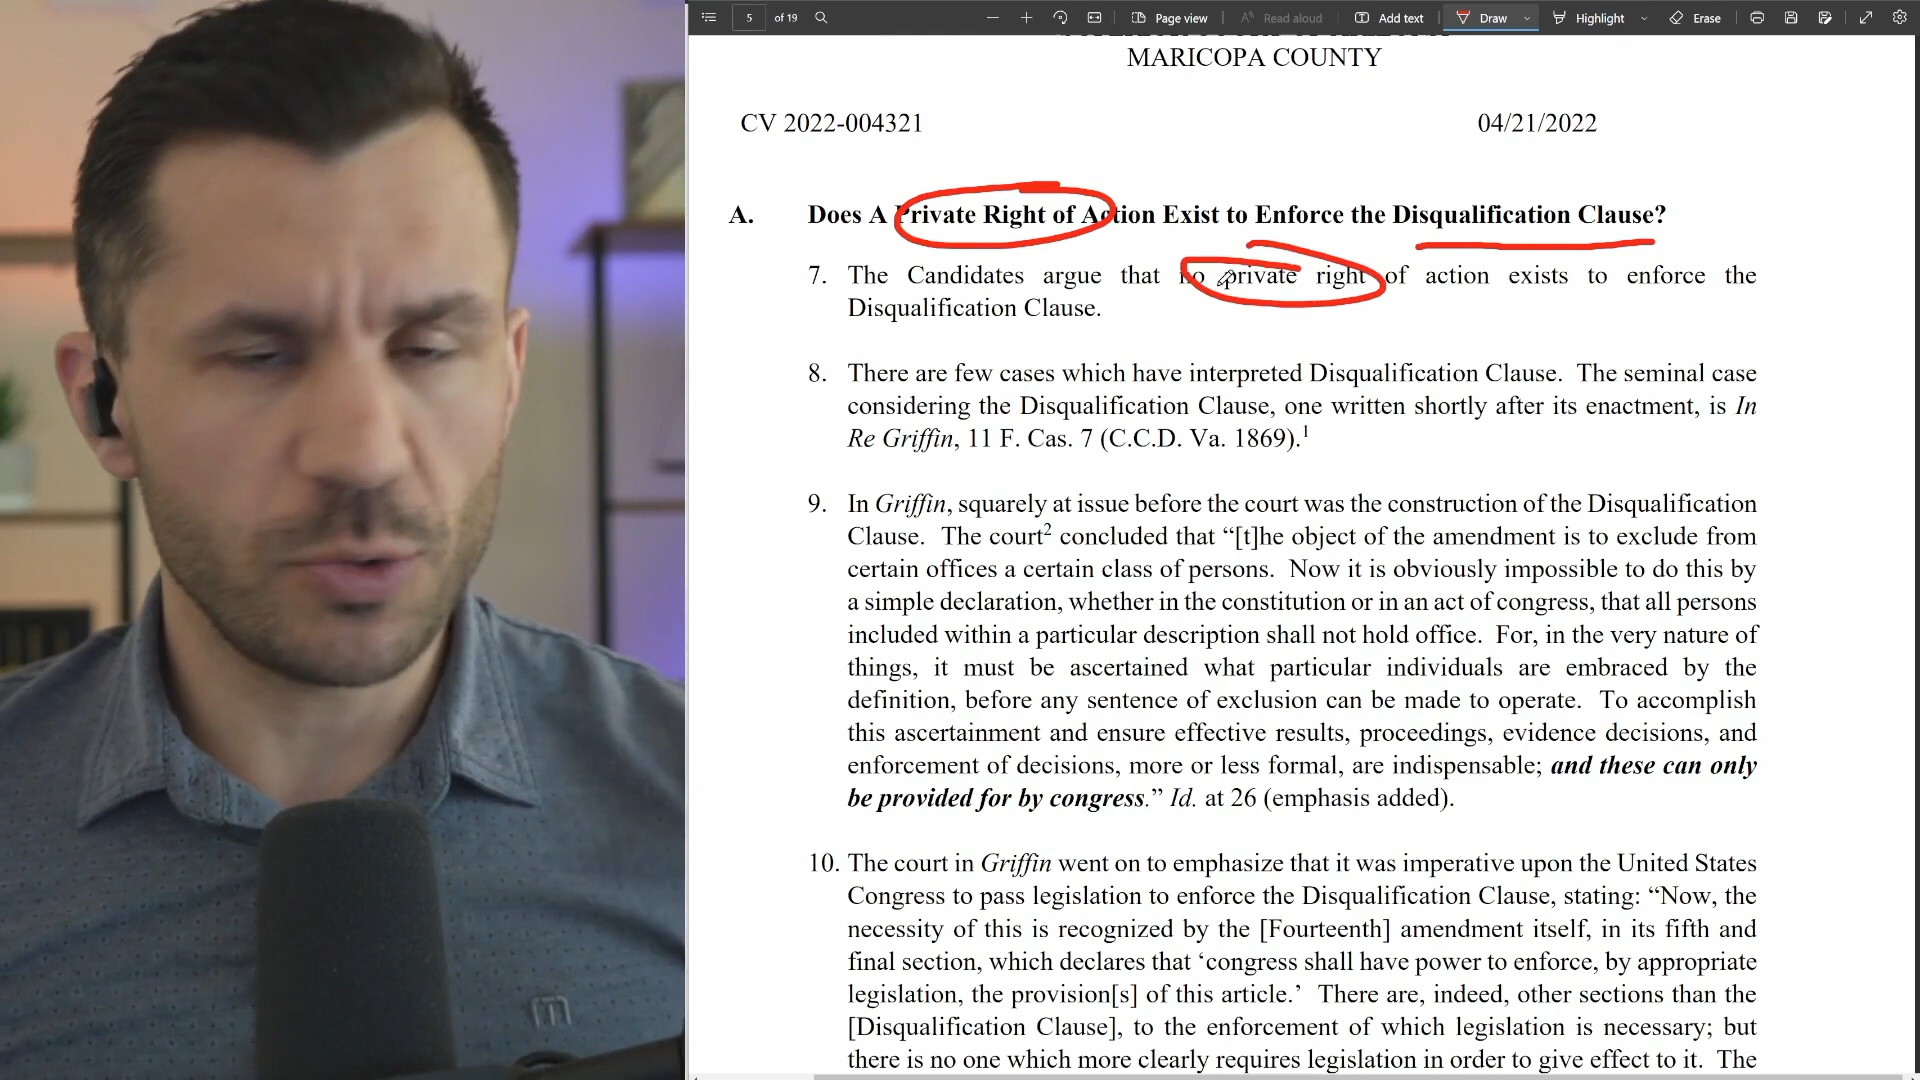 5 of 19 Page view Read aloud Add text Draw Highlight Erase
MARICOPA COUNTY
CV 2022-004321 04/21/2022
A. Does A Private Right of Action Exist to Enforce the Disqualification Clause?
7. The Candidates argue that no private right of action exists to enforce the
Disqualification Clause.
8. There are few cases which have interpreted Disqualification Clause. The seminal case
considering the Disqualification Clause, one written shortly after its enactment, is In
Re Griffin, 11 F. Cas. 7 (C.C.D. Va. 1869).1
9. In Griffin, squarely at issue before the court was the construction of the Disqualification
Clause. The court2 concluded that “[t]he object of the amendment is to exclude from
certain offices a certain class of persons. Now it is obviously impossible to do this by
a simple declaration, whether in the constitution or in an act of congress, that all persons
included within a particular description shall not hold office. For, in the very nature of
things, it must be ascertained what particular individuals are embraced by the
definition, before any sentence of exclusion can be made to operate. To accomplish
this ascertainment and ensure effective results, proceedings, evidence decisions, and
enforcement of decisions, more or less formal, are indispensable; and these can only
be provided for by congress.” Id. at 26 (emphasis added).
10. The court in Griffin went on to emphasize that it was imperative upon the United States
Congress to pass legislation to enforce the Disqualification Clause, stating: “Now, the
necessity of this is recognized by the [Fourteenth] amendment itself, in its fifth and
final section, which declares that ‘congress shall have power to enforce, by appropriate
legislation, the provision[s] of this article.’ There are, indeed, other sections than the
[Disqualification Clause], to the enforcement of which legislation is necessary; but
there is no one which more clearly requires legislation in order to give effect to it. The